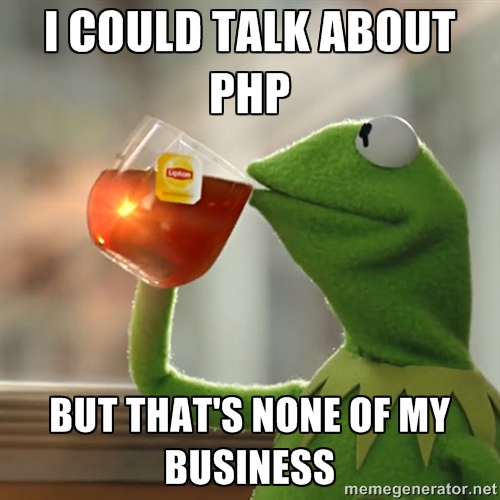 I COULD TALK ABOUT
PHP
Lipton
BUT THAT'S NONE OF MY
BUSINESS
memegenerator.net